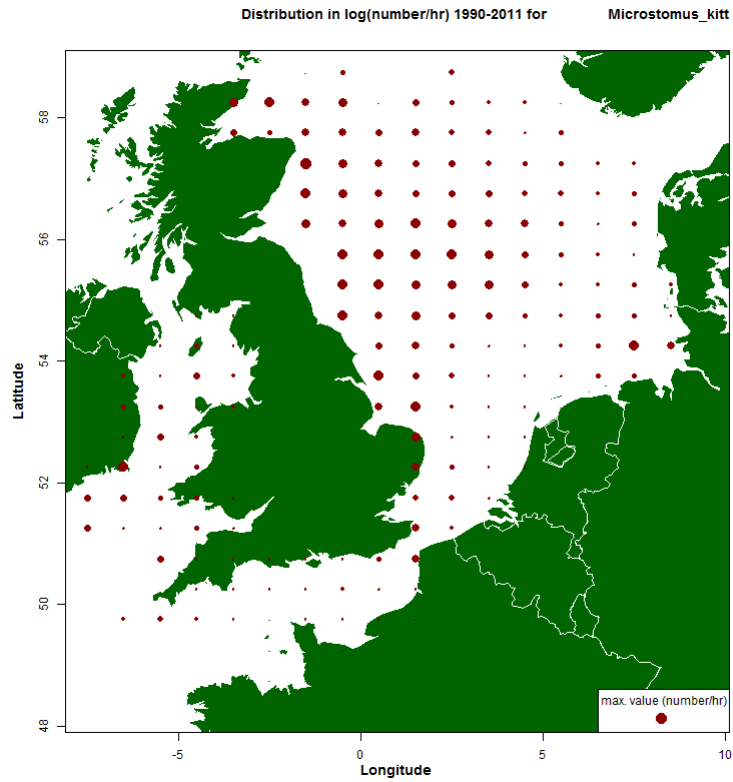 Distribution in log(number/hr) 1990-2011 for Microstomus_kitt
58
56
54
52
50
48
Latitude
max. value (number/hr)
-5 0 5 10
Longitude